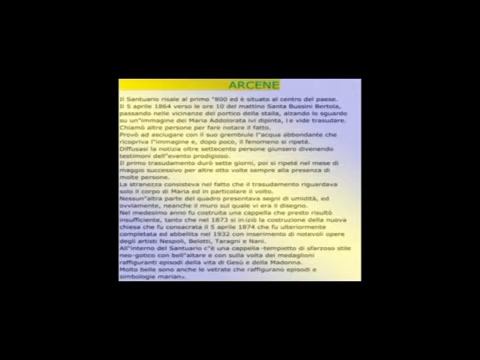 ARCENE
Il Santuario risale al primo "800 ed è situato al centro del paese.
Il 5 aprile 1864 verso le ore 10 del mattino Santa Bussini Bertola,
passando nelle vicinanze del portico della stalla, alzando lo sguardo
su un"immagine dei Maria Addolorata ivi dipinta, le vide trasudare.
Chiamò altre persone per fare notare il fatto.
Provò ad asciugare con il suo grembiule l"acqua abbondante che
ricopriva l"immagine e, dopo poco, il fenomeno si ripeté.
Diffusasi la notizia oltre settecento persone giunsero divenendo
testimoni dell"evento prodigioso.
Il primo trasudamento durò sette giorni, poi si ripeté nel mese di
maggio successivo per altre otto volte sempre alla presenza di
molte persone.
La stranezza consisteva nel fatto che il trasudamento riguardava
solo il corpo di Maria ed in particolare il volto.
Nessun"altra parte del quadro presentava segni di umidità, ed
ovviamente, neanche il muro sul quale vi era il disegno.
Nel medesimo anno fu costruita una cappella che presto risultò
insufficiente, tanto che nel 1873 si iniziò la costruzione della nuova
chiesa che fu consacrata il 5 aprile 1874 che fu ulteriormente
completata ed abbellita nel 1932 con inserimento di notevoli opere
degli artisti Nespoli, Belotti, Taragni e Nani.
All"interno del Santuario c"è una cappella -tempietto di sfarzoso stile
neo-gotico con bell"altare e con sulla volta dei medaglioni
raffiguranti episodi della vita di Gesù e della Madonna.
Molto belle sono anche le vetrate che raffigurano episodi e
simbologie mariane.